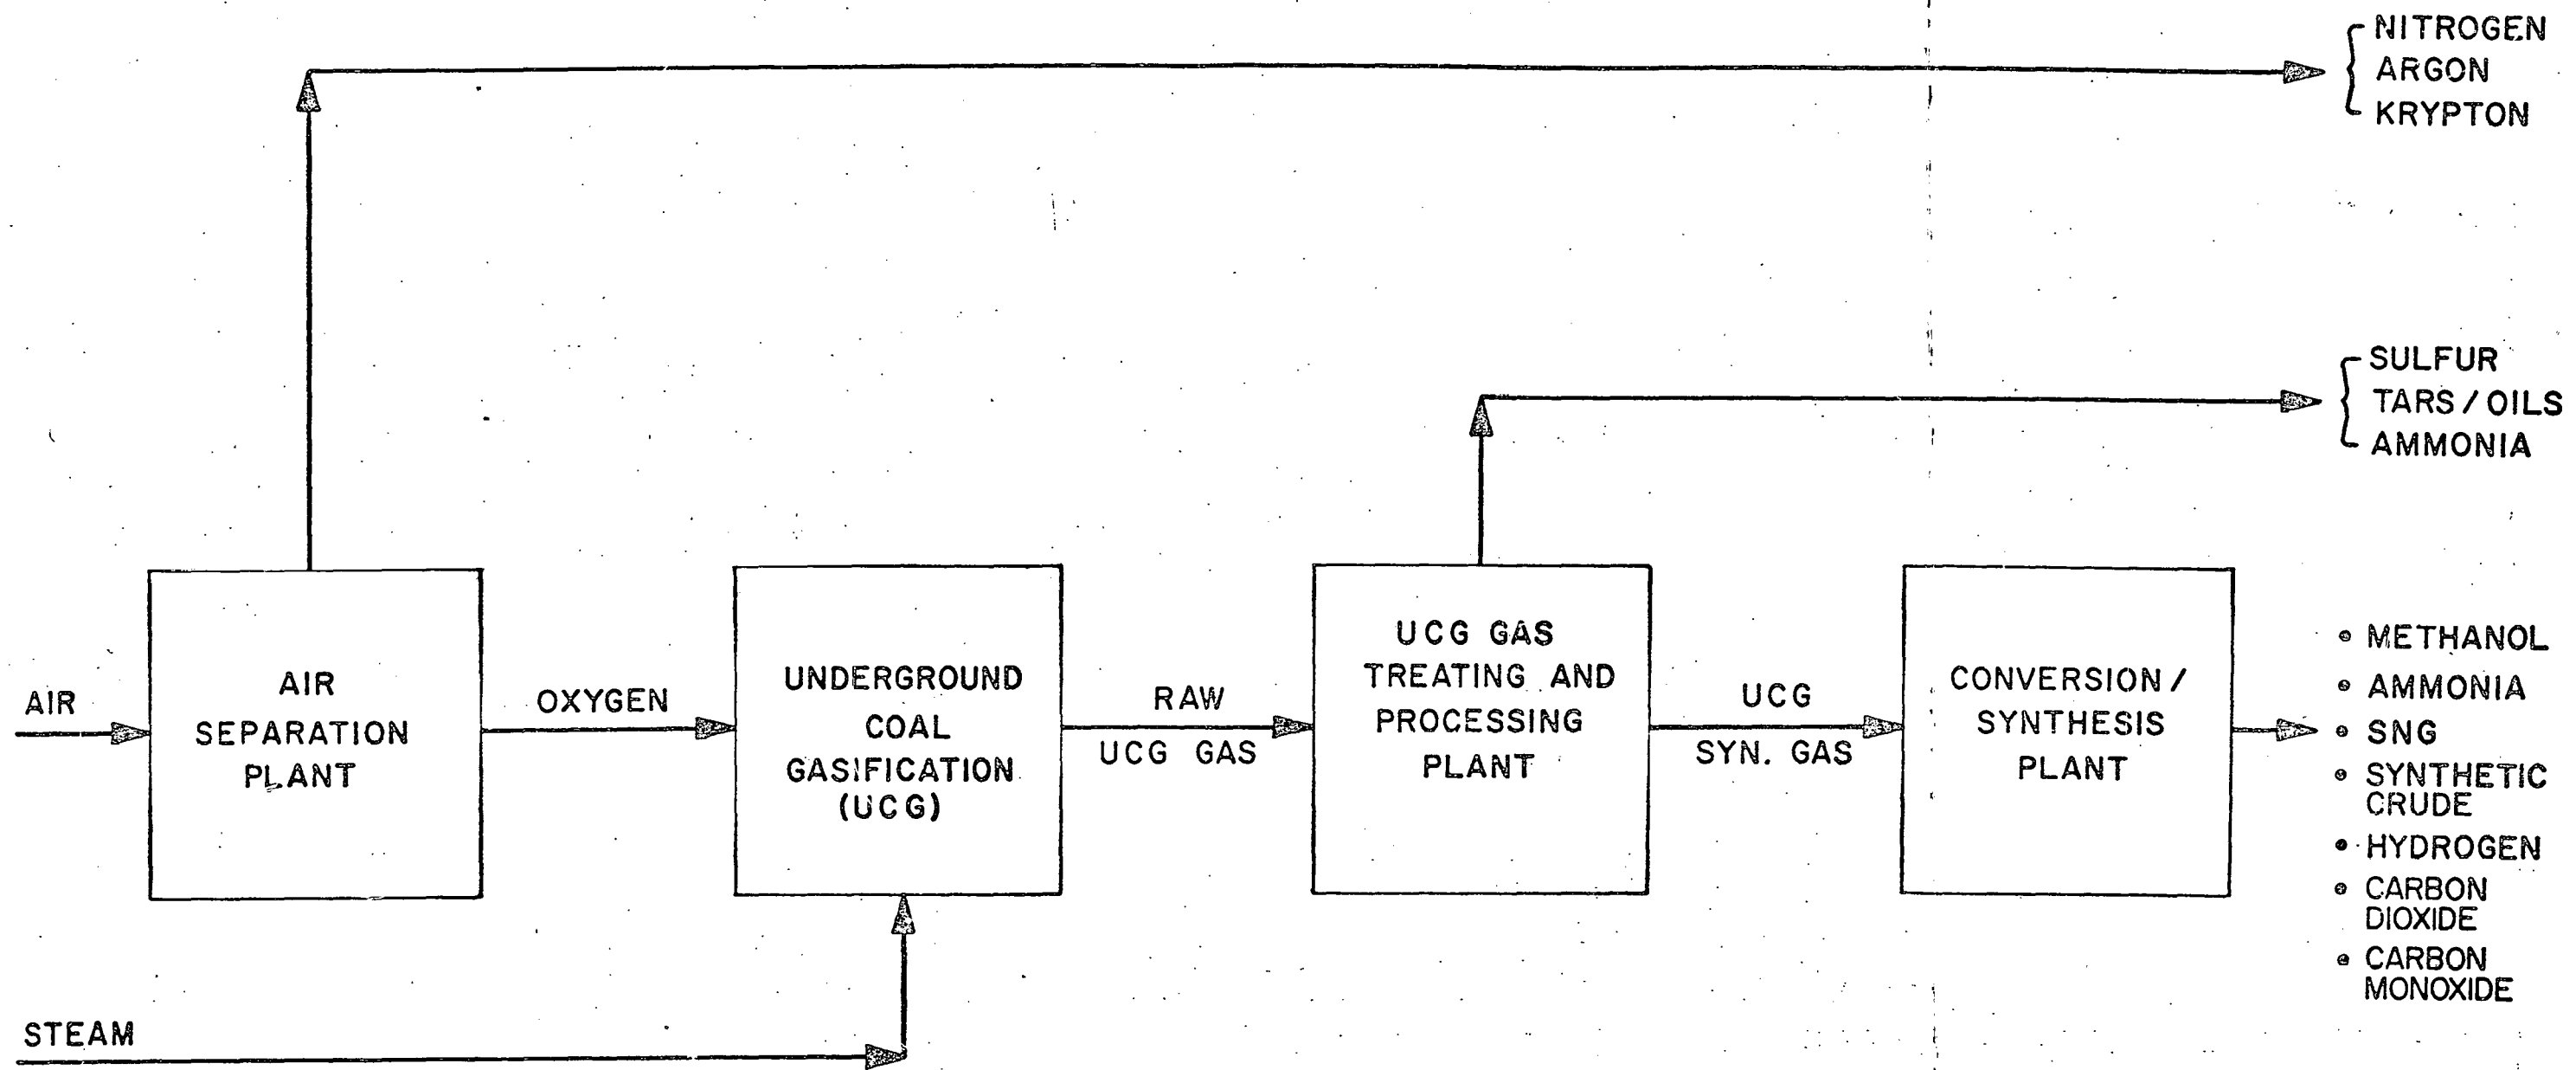 NITROGEN
ARGON
KRYPTON
SULFUR
TARS / OILS
AMMONIA
AIR
AIR
SEPARATION
PLANT
OXYGEN
UNDERGROUND
COAL
GASIFICATION
(UCG)
RAW
UCG GAS
UCG GAS
TREATING AND
PROCESSING
PLANT
UCG
SYN. GAS
CONVERSION /
SYNTHESIS
PLANT
• METHANOL
• AMMONIA
• SNG
• SYNTHETIC
CRUDE
• HYDROGEN
• CARBON
DIOXIDE
• CARBON
MONOXIDE
STEAM